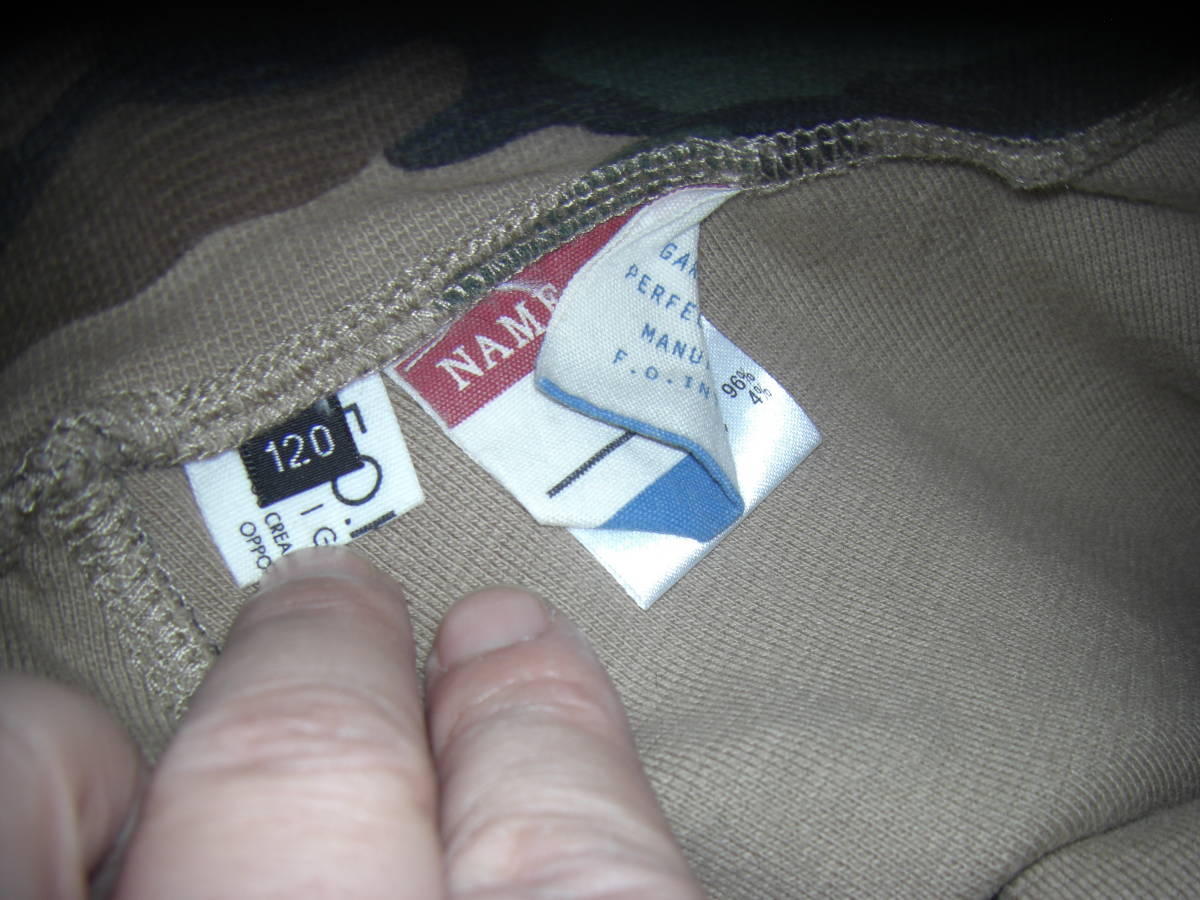 120
F.O.I
I G
CREA
OPPO
NAME
GAR
PERFE
MANU
F.O.IN
96%
4%